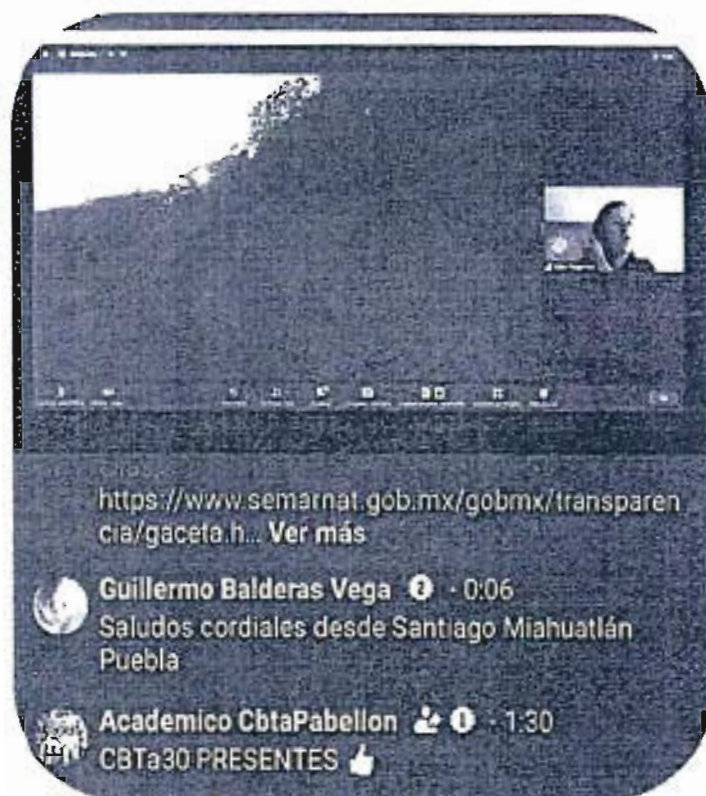 https://www.semarnat.gob.mx/gobmx/transparen
cia/gaceta.h... Ver más
Guillermo Balderas Vega · 0:06
Saludos cordiales desde Santiago Miahuatlán
Puebla
Academico CbtaPabellon · 1:30
CBTa30 PRESENTES 👍